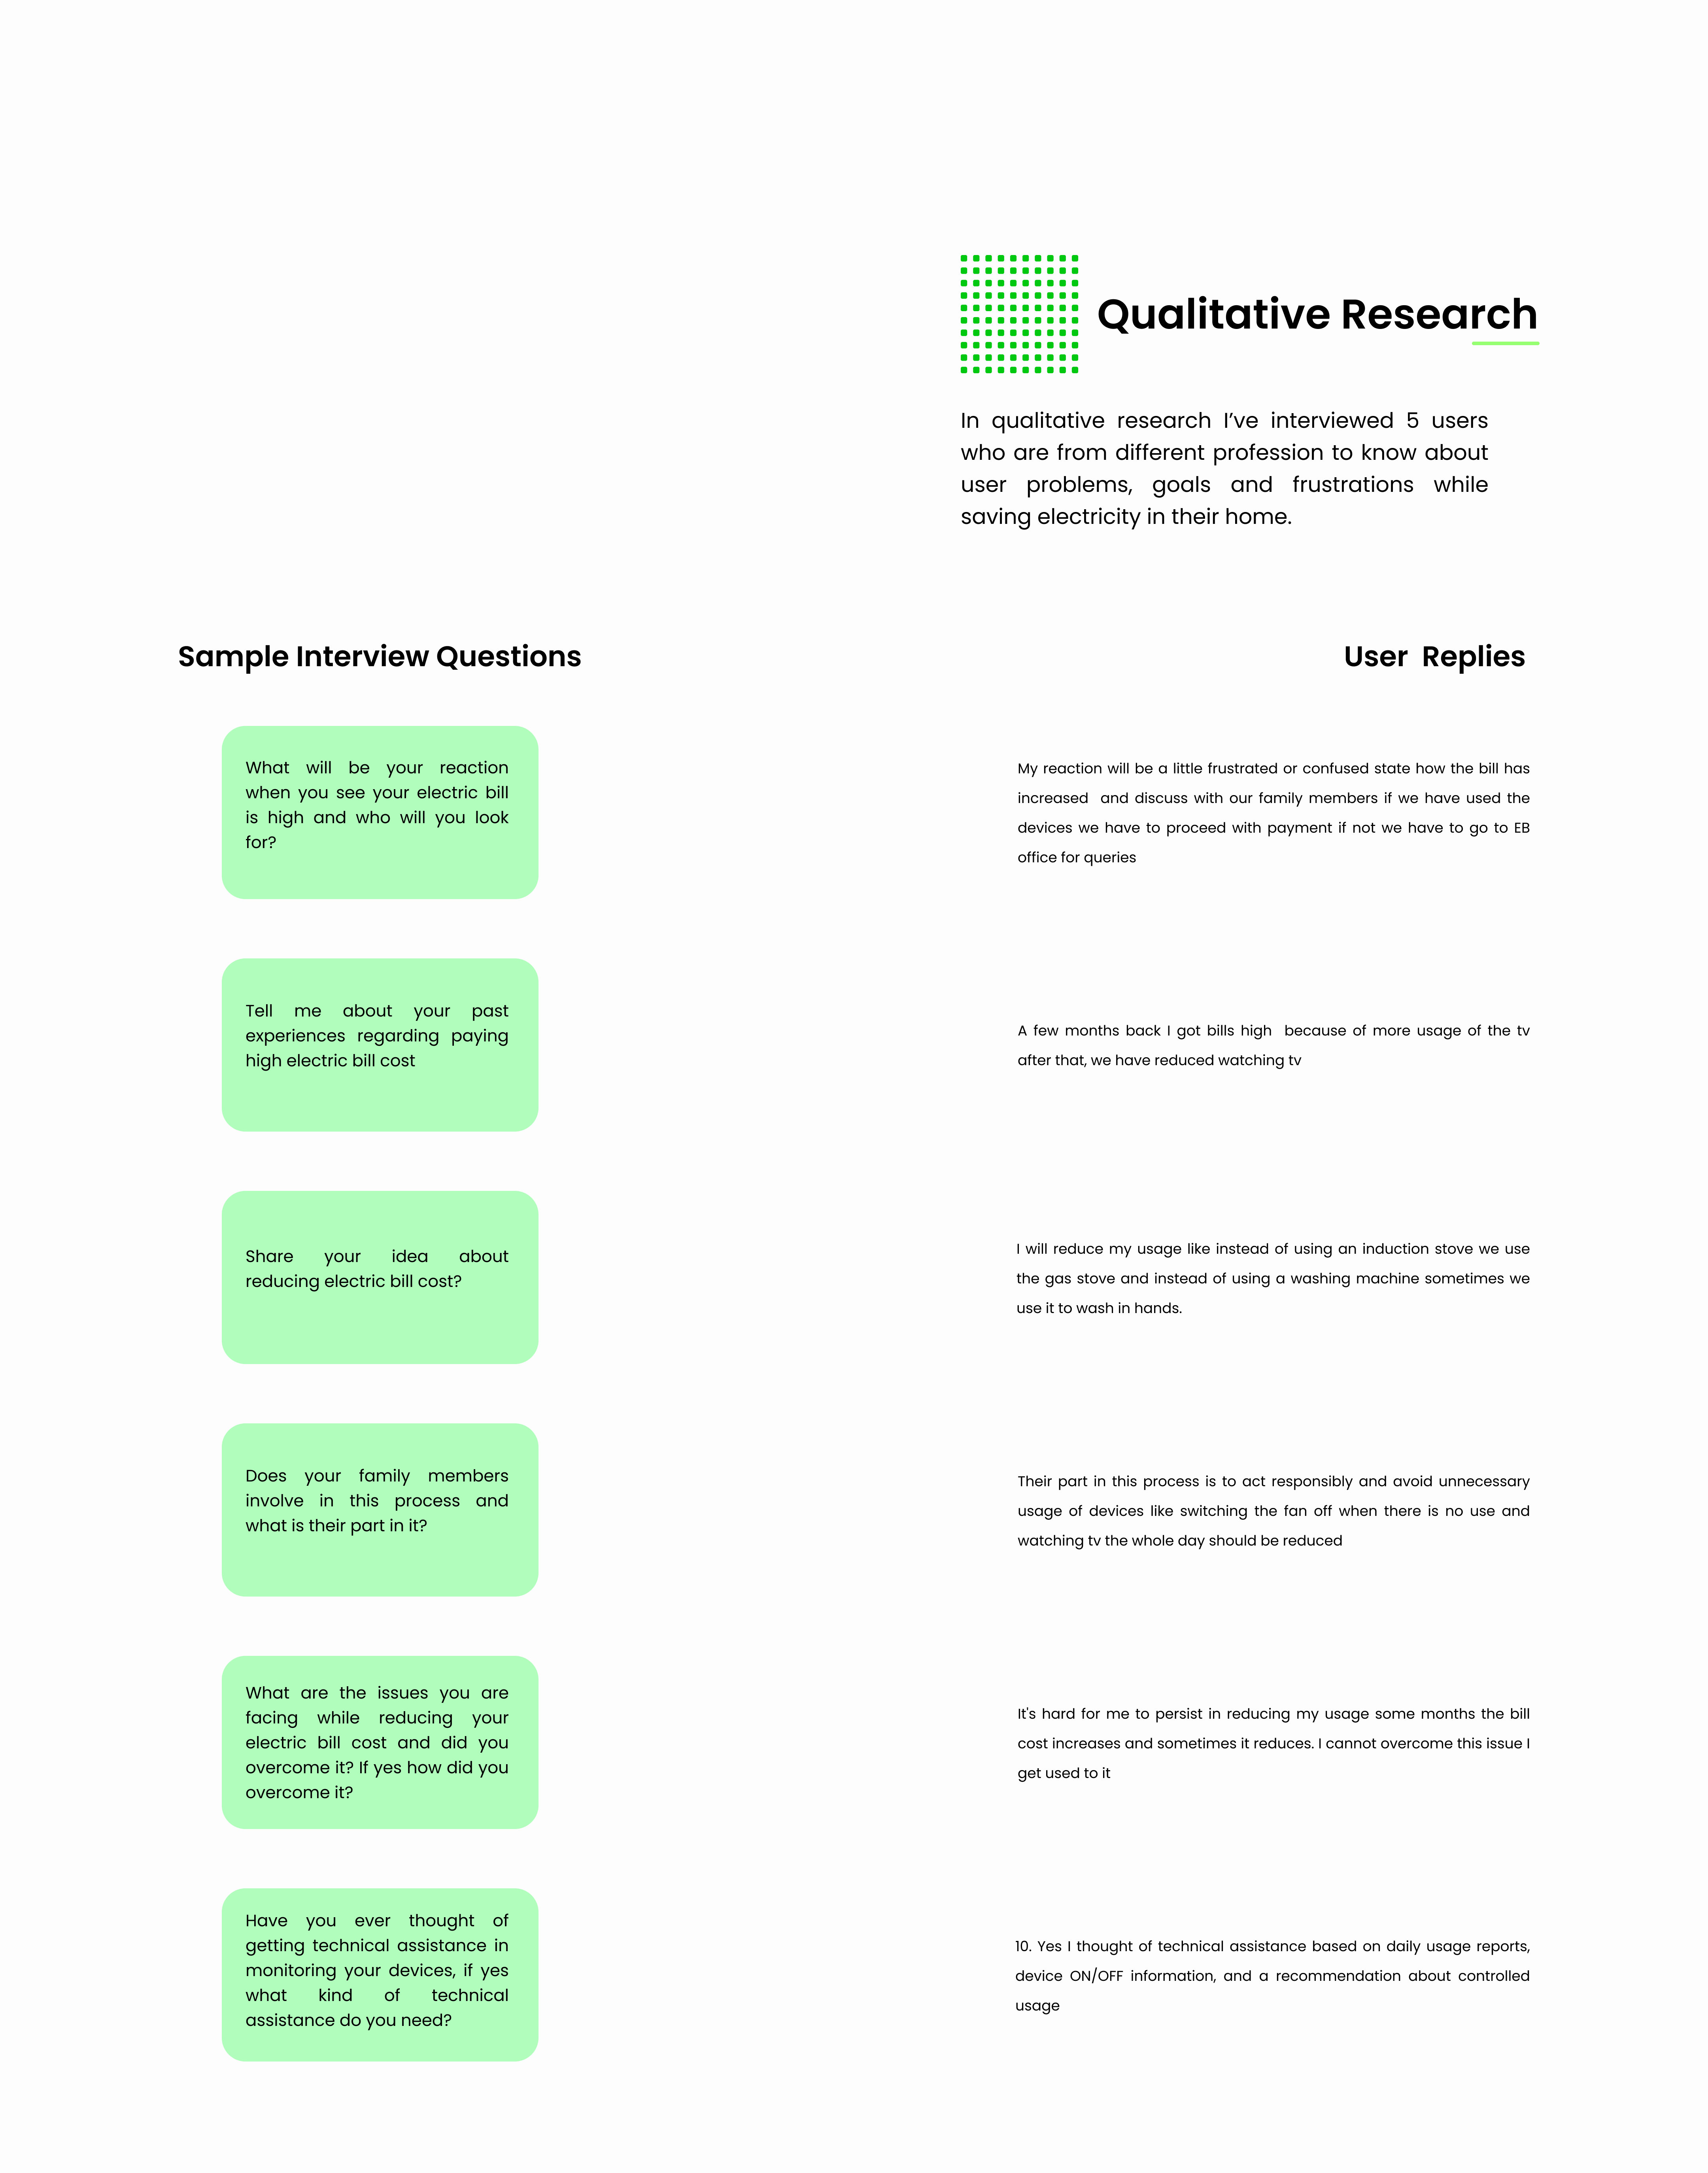 Qualitative Research
In qualitative research I’ve interviewed 5 users
who are from different profession to know about
user problems, goals and frustrations while
saving electricity in their home.
Sample Interview Questions
User Replies
What will be your reaction
when you see your electric bill
is high and who will you look
for?
My reaction will be a little frustrated or confused state how the bill has
increased and discuss with our family members if we have used the
devices we have to proceed with payment if not we have to go to EB
office for queries
Tell me about your past
experiences regarding paying
high electric bill cost
A few months back I got bills high because of more usage of the tv
after that, we have reduced watching tv
Share your idea about
reducing electric bill cost?
I will reduce my usage like instead of using an induction stove we use
the gas stove and instead of using a washing machine sometimes we
use it to wash in hands.
Does your family members
involve in this process and
what is their part in it?
Their part in this process is to act responsibly and avoid unnecessary
usage of devices like switching the fan off when there is no use and
watching tv the whole day should be reduced
What are the issues you are
facing while reducing your
electric bill cost and did you
overcome it? If yes how did you
overcome it?
It's hard for me to persist in reducing my usage some months the bill
cost increases and sometimes it reduces. I cannot overcome this issue I
get used to it
Have you ever thought of
getting technical assistance in
monitoring your devices, if yes
what kind of technical
assistance do you need?
10. Yes I thought of technical assistance based on daily usage reports,
device ON/OFF information, and a recommendation about controlled
usage